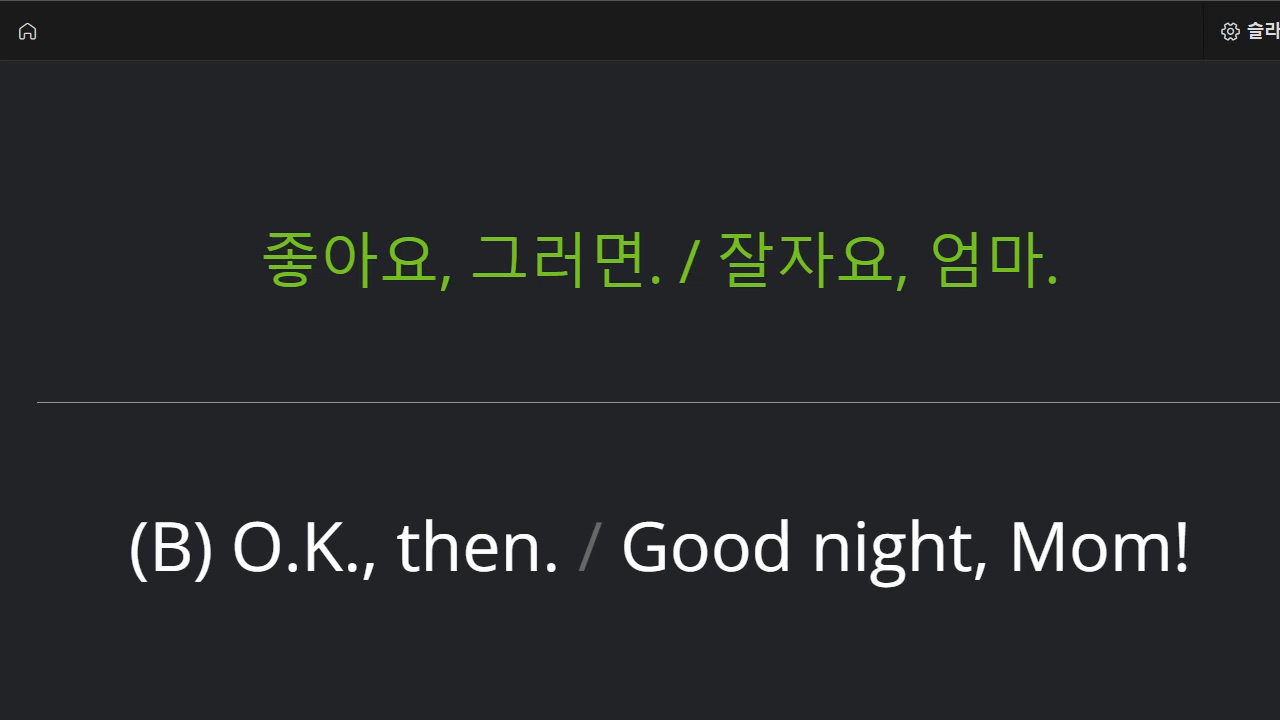 슬라
좋아요, 그러면. / 잘자요, 엄마.
(B) O.K., then. / Good night, Mom!